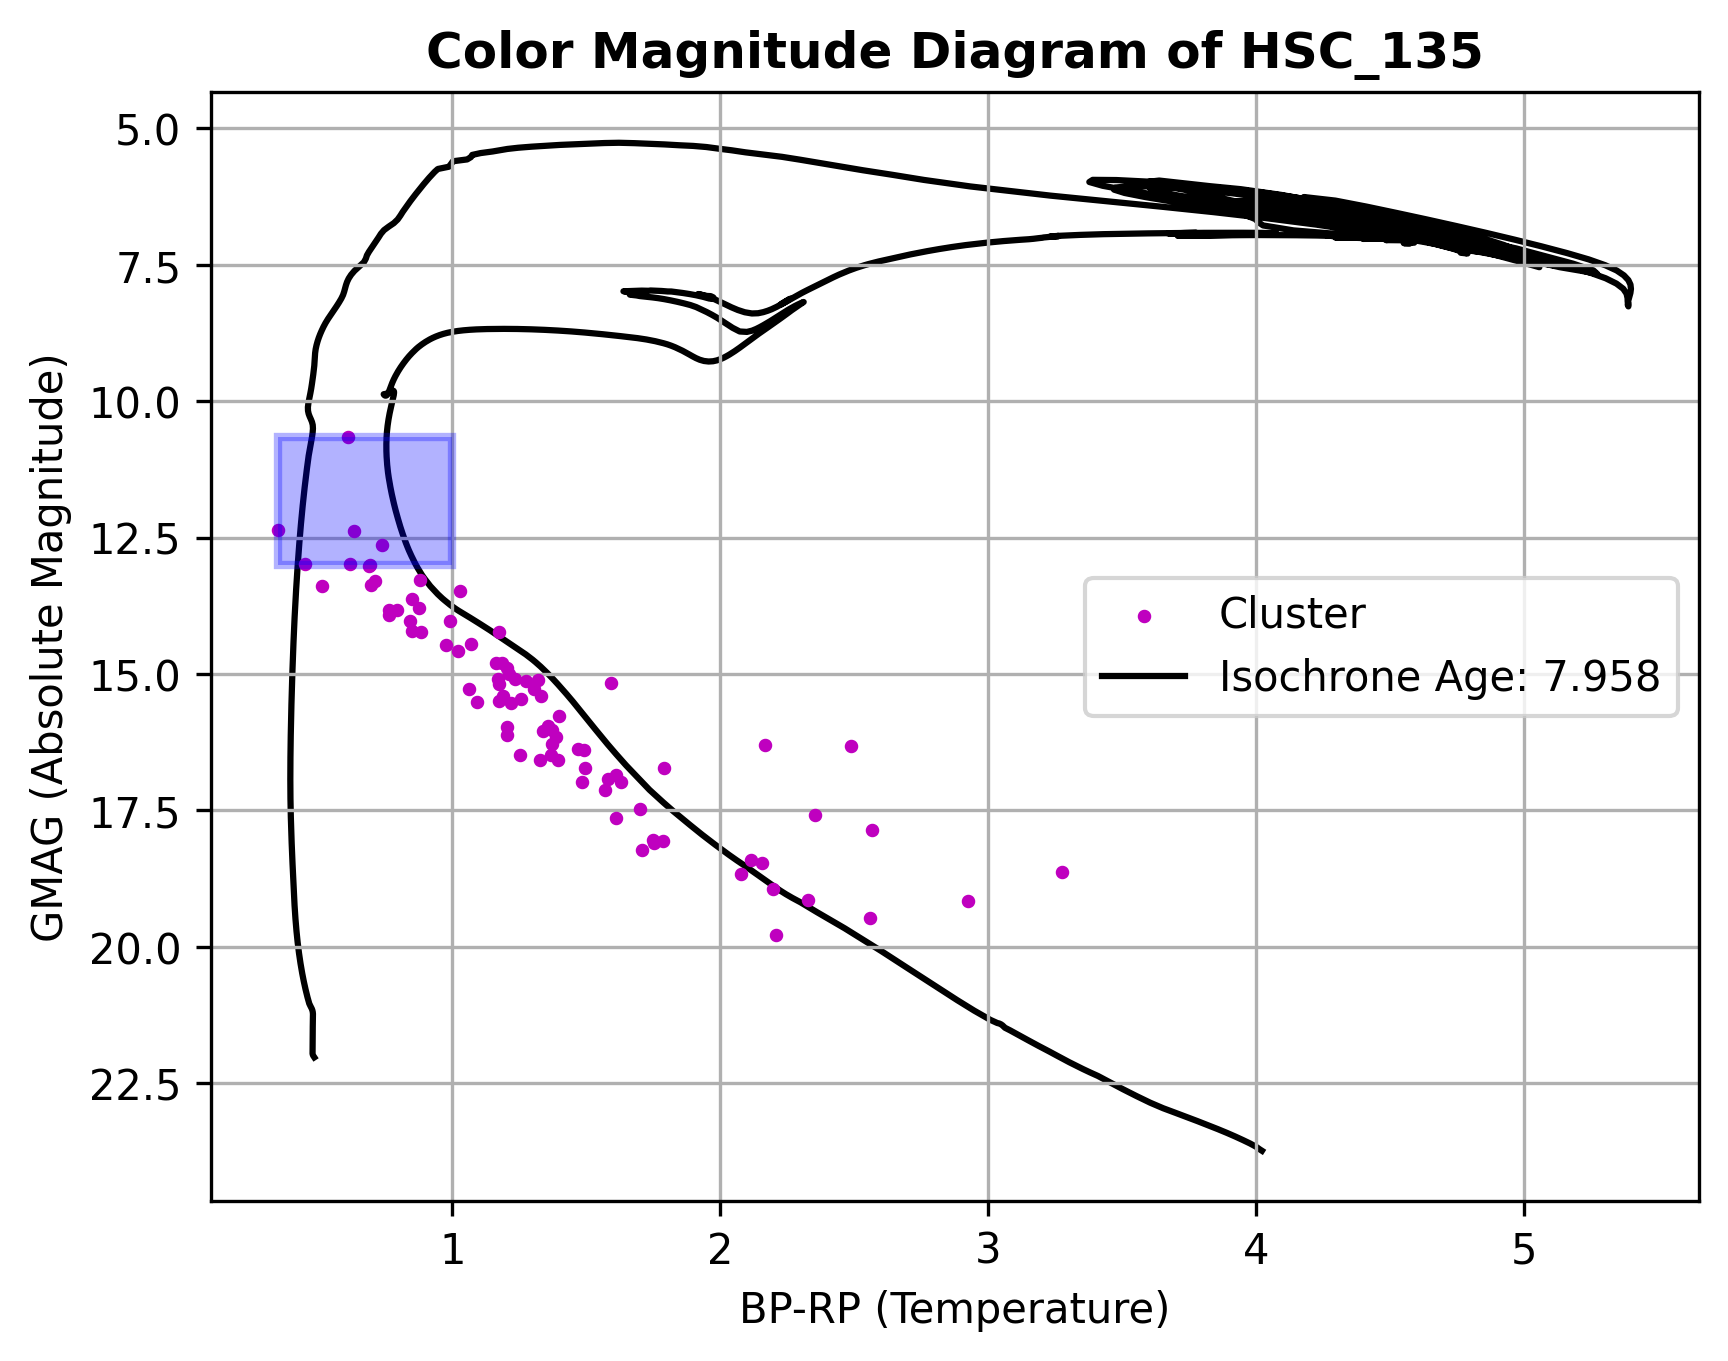 Color Magnitude Diagram of HSC_135
GMAG (Absolute Magnitude)
5.0
7.5
10.0
12.5
15.0
17.5
20.0
22.5
Cluster
Isochrone Age: 7.958
1 2 3 4 5
BP-RP (Temperature)